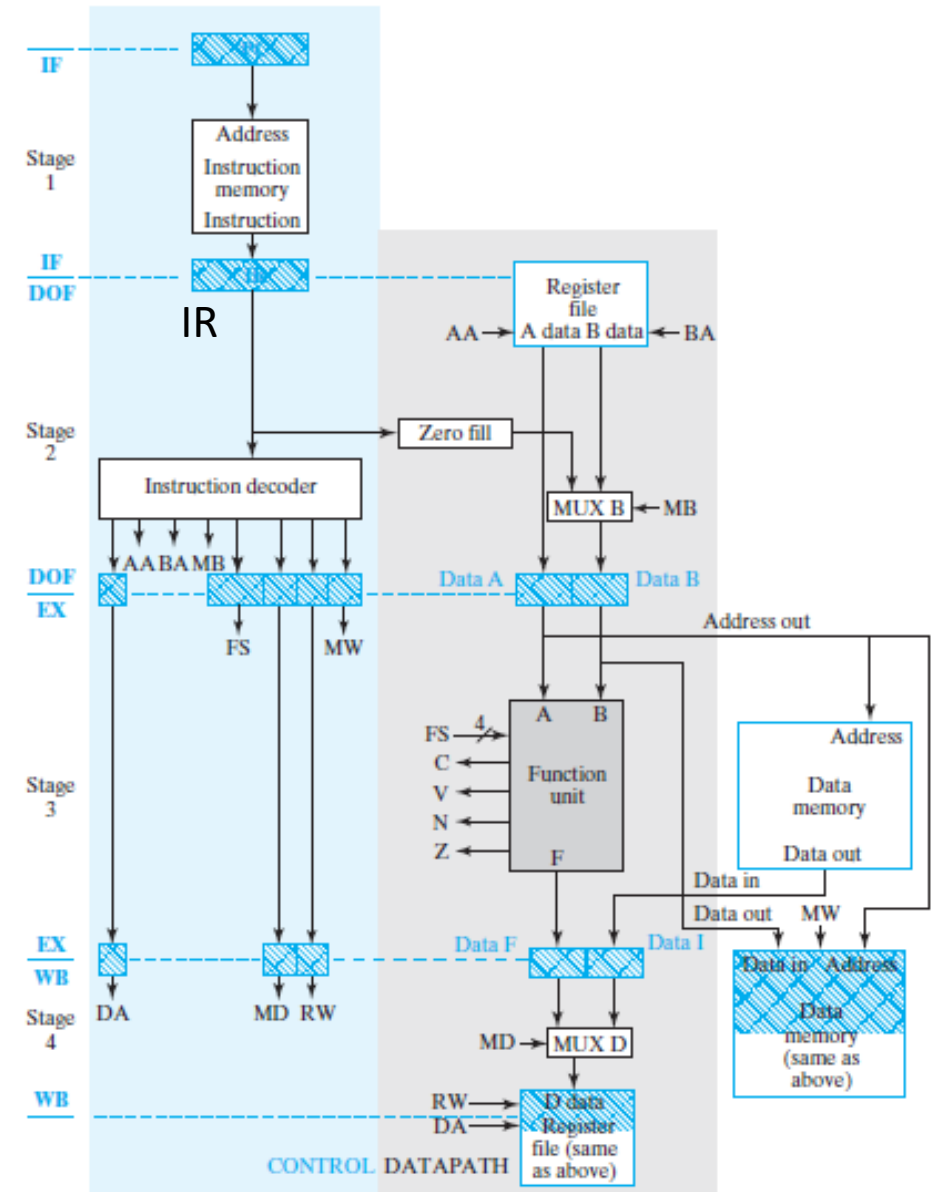 PC
IF
Address
Instruction
memory
Instruction
Stage
1
IF
DOF
IR
IR
Register
file
A data B data
AA
BA
Stage
2
Zero fill
Instruction decoder
MUX B
MB
AA BA MB
DOF
EX
Data A
Data B
FS
MW
Address out
A
B
FS
4
C
V
N
Z
Function
unit
F
Address
Data
memory
Data out
Stage
3
Data in
Data out
MW
EX
WB
Data F
Data I
Data in Address
Data
memory
(same as
above)
Stage
4
DA
MD RW
MD
MUX D
WB
RW
DA
D data
Register
file (same
as above)
CONTROL DATAPATH